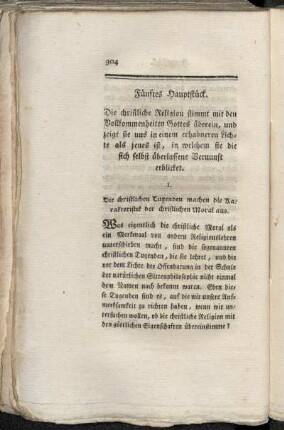 904
Fünftes Hauptstück.
Die christliche Religion stimmt mit den
Vollkommenheiten Gottes überein, und
zeigt sie uns in einem erhabneren Lich-
te als jenes ist, in welchem sie die
sich selbst überlassene Vernunft
erblicket.
1.
Die christlichen Tugenden machen die Ka-
rakteristik der christlichen Moral aus.
Was eigentlich die christliche Moral als
ein Merkmaal von andern Religionslehren
unterschieden macht, sind die sogenannten
christlichen Tugenden, die sie lehret, und die
vor dem Lichte der Offenbarung in der Schule
der natürlichen Sittenphilosophie nicht einmal
dem Namen nach bekannt waren. Eben die-
se Tugenden sind es, auf die wir unsere Auf-
merksamkeit zu richten haben, wenn wir un-
tersuchen wollen, ob die christliche Religion mit
den göttlichen Eigenschaften übereinstimme?